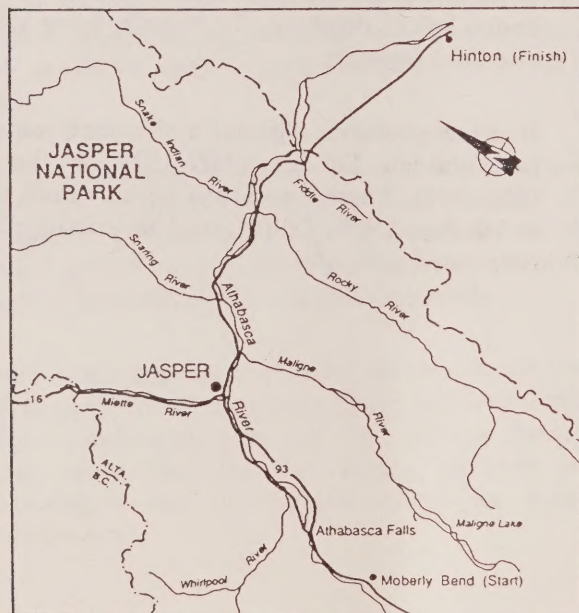 Hinton (Finish)
Snake Indian River
JASPER
NATIONAL
PARK
Fiddle River
Snaring River
Athabasca River
Rocky River
JASPER
Maligne River
16
Miette River
93
ALTA.
B.C.
Athabasca Falls
Maligne Lake
Whirlpool River
Moberly Bend (Start)
N